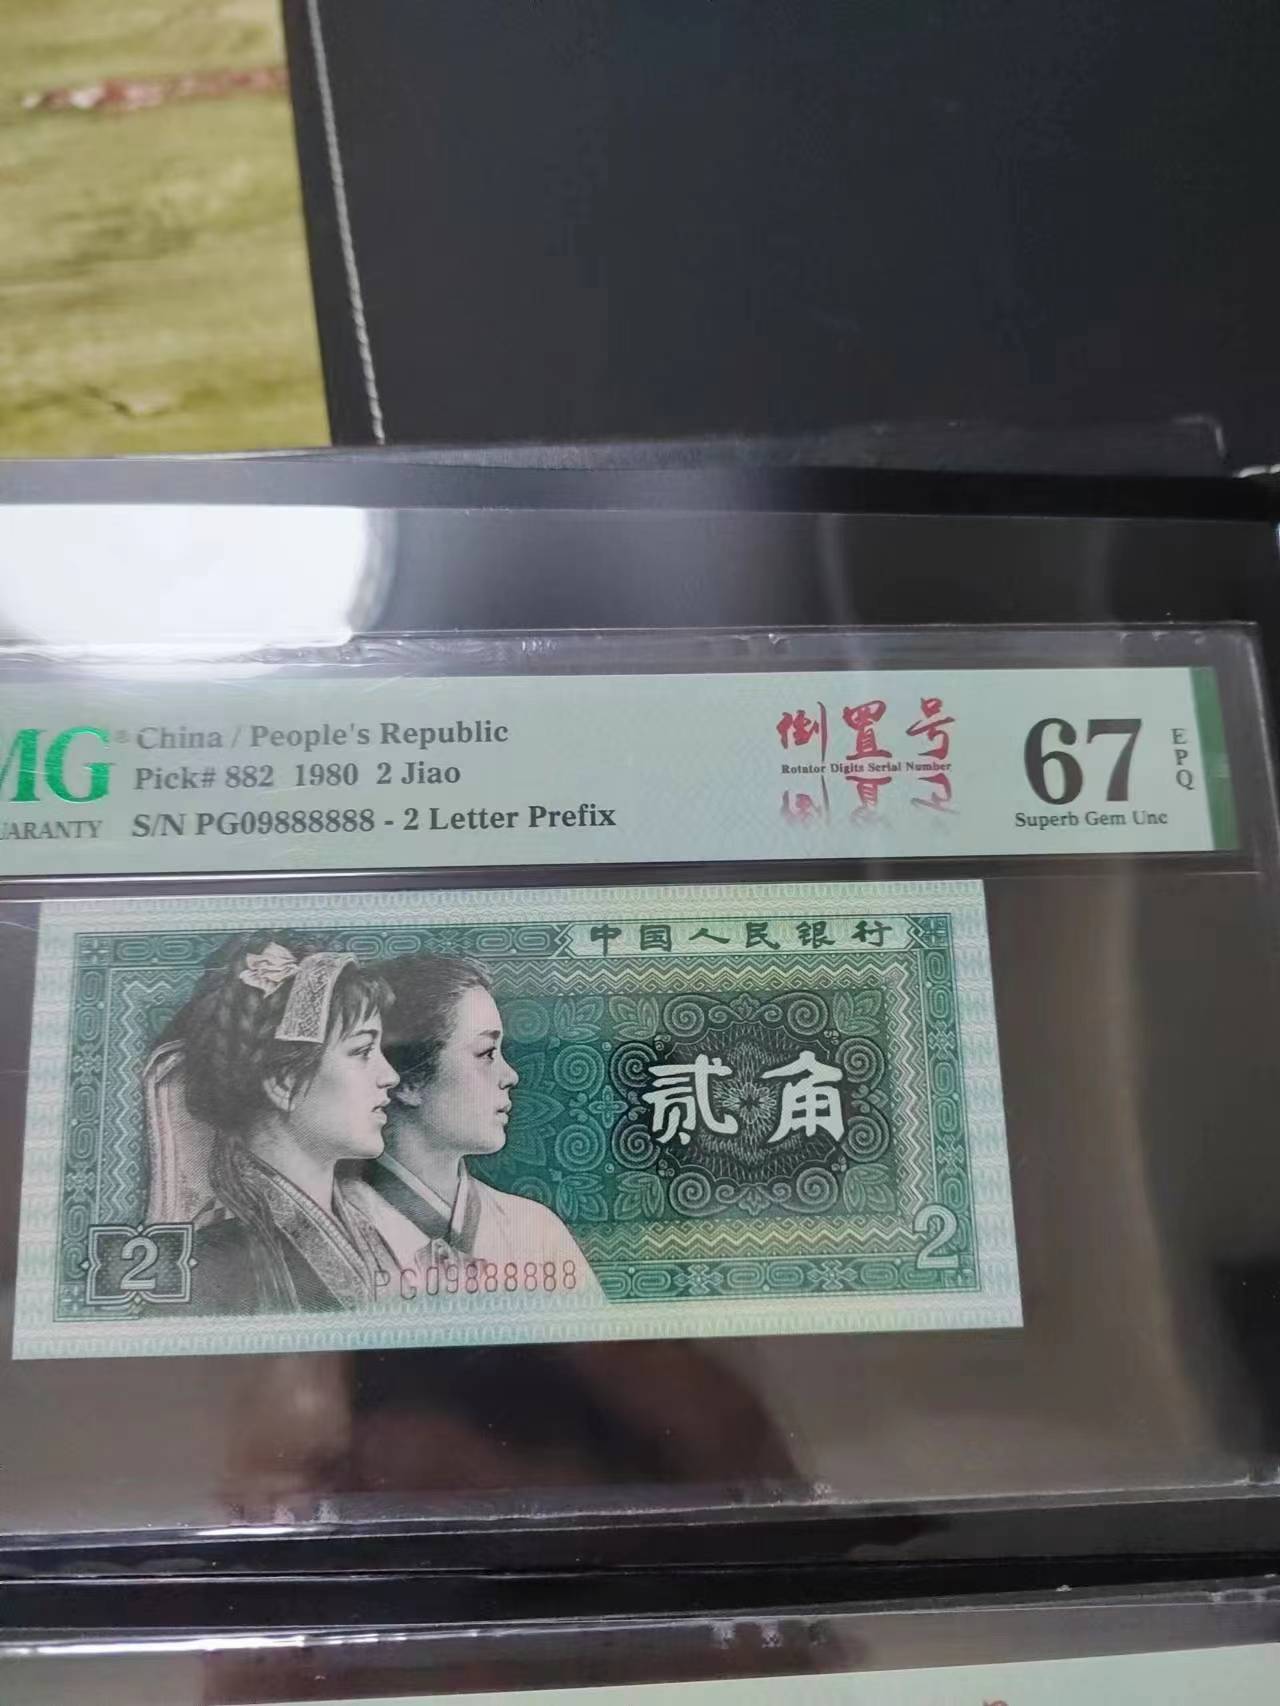 MG® China / People's Republic
Pick# 882 1980 2 Jiao
UARANTY S/N PG09888888 - 2 Letter Prefix
倒置号
Rotator Digits Serial Number
67
EPQ
Superb Gem Unc
中国人民银行
贰角
2
2
PG09888888